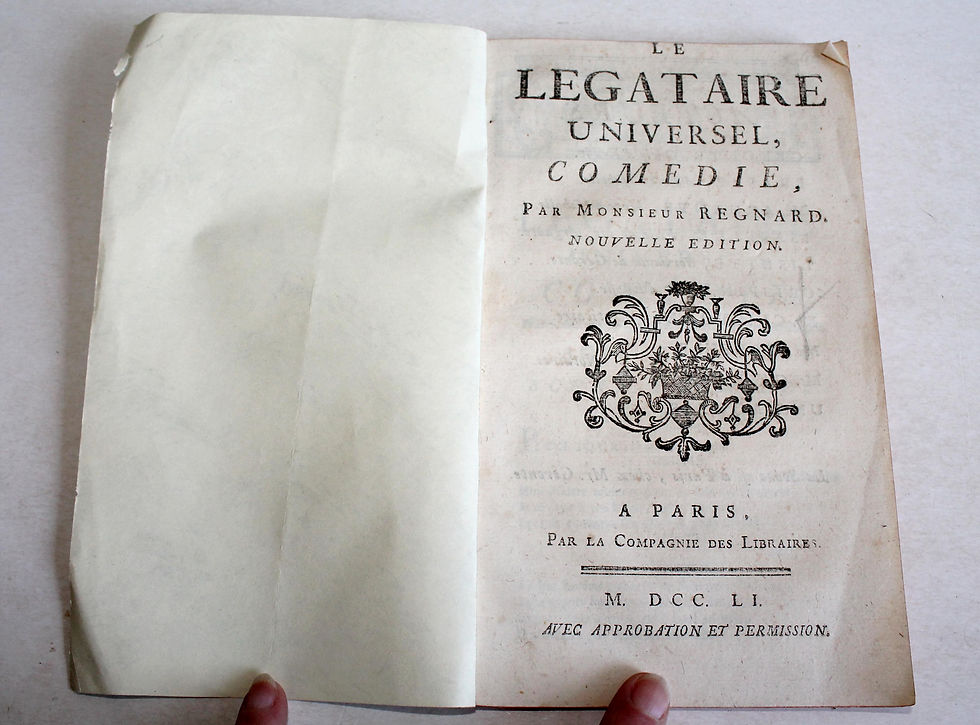 LE
LEGATAIRE
UNIVERSEL,
COMEDIE,
PAR MONSIEUR REGNARD.
NOUVELLE EDITION.
A PARIS,
PAR LA COMPAGNIE DES LIBRAIRES.
M. DCC. LI.
AVEC APPROBATION ET PERMISSION.